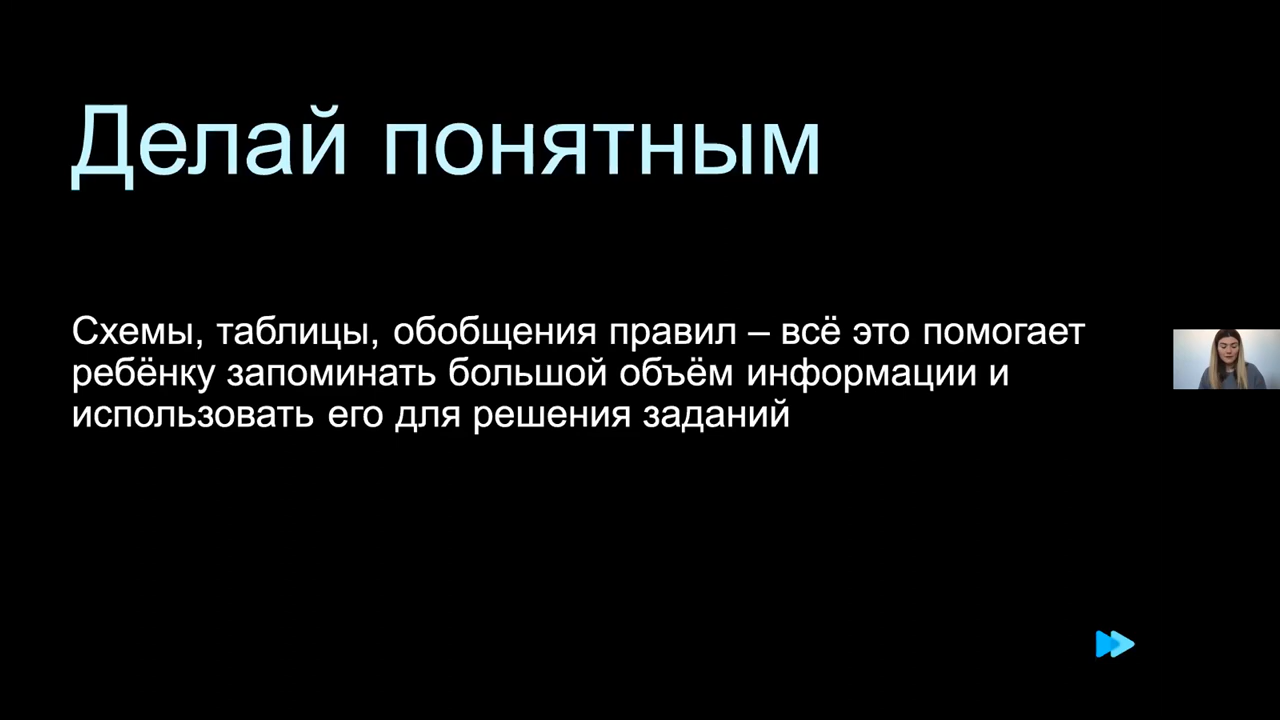 Делай понятным
Схемы, таблицы, обобщения правил – всё это помогает
ребёнку запоминать большой объём информации и
использовать его для решения заданий